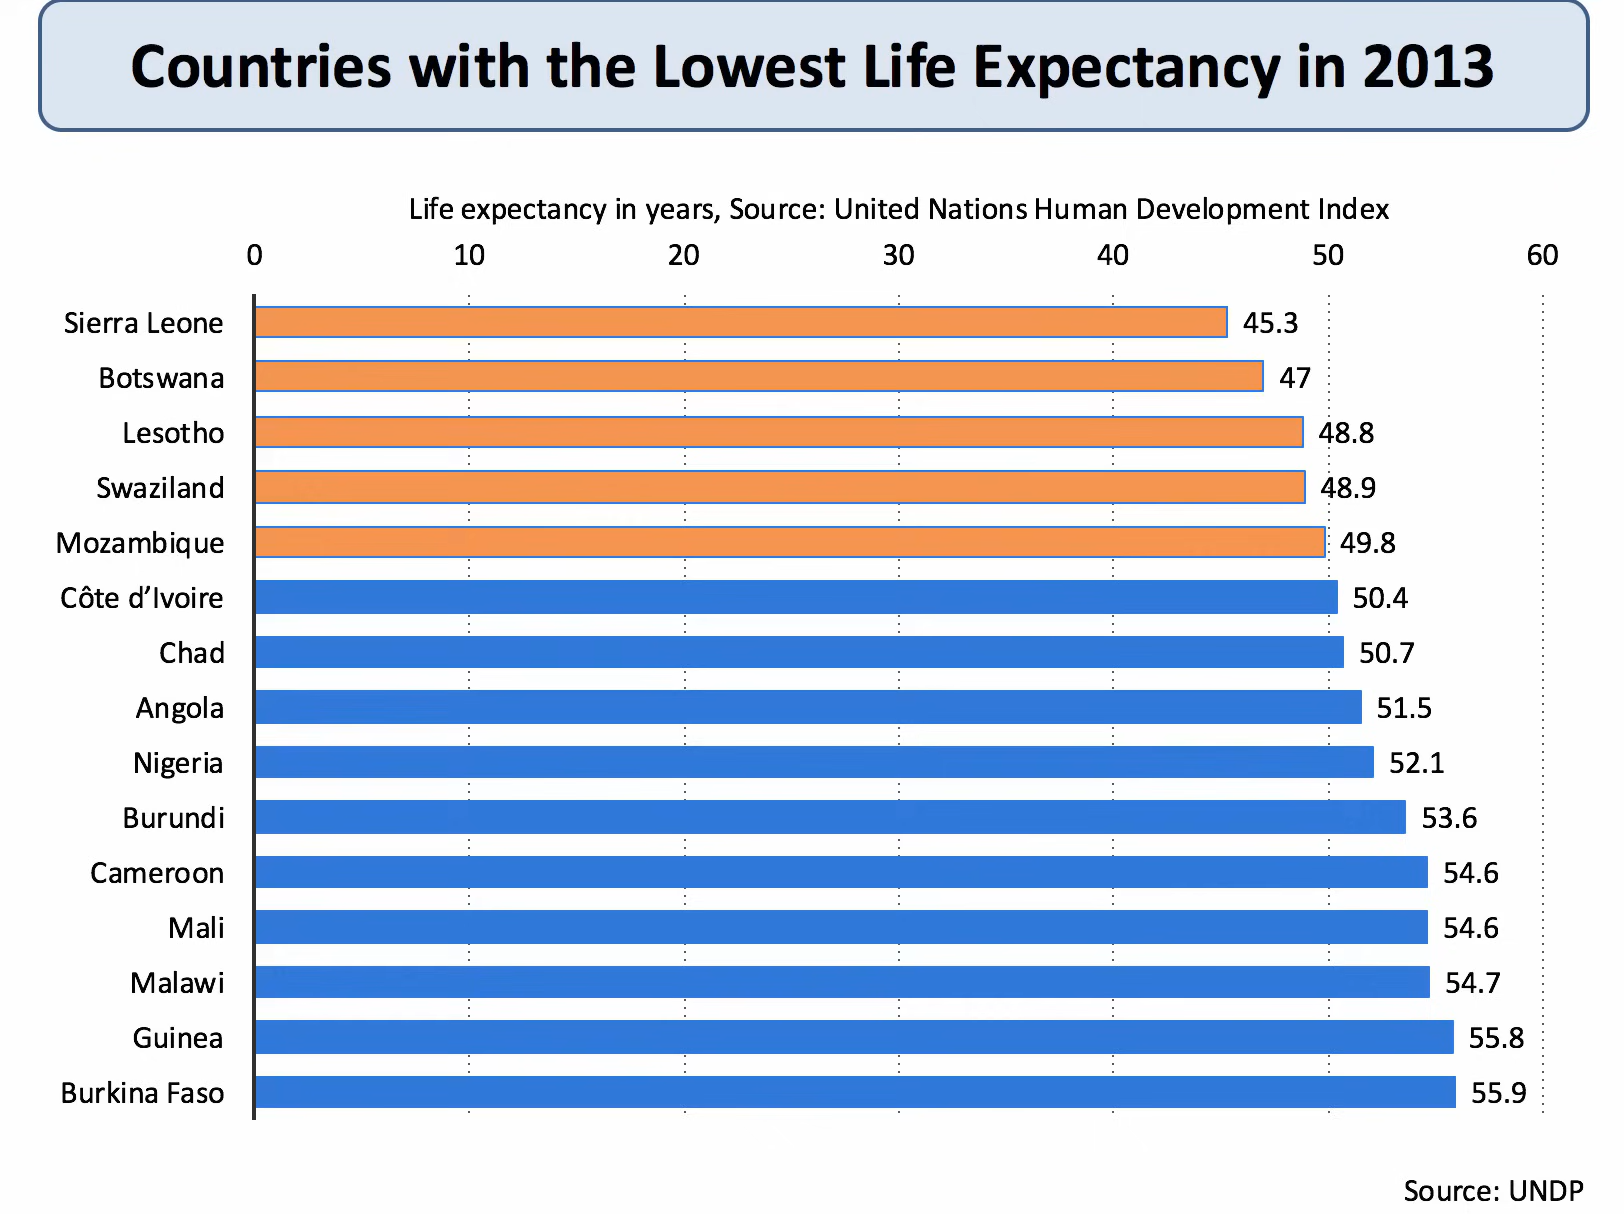 Countries with the Lowest Life Expectancy in 2013
Life expectancy in years, Source: United Nations Human Development Index
0 10 20 30 40 50 60
Sierra Leone 45.3
Botswana 47
Lesotho 48.8
Swaziland 48.9
Mozambique 49.8
Côte d’Ivoire 50.4
Chad 50.7
Angola 51.5
Nigeria 52.1
Burundi 53.6
Cameroon 54.6
Mali 54.6
Malawi 54.7
Guinea 55.8
Burkina Faso 55.9
Source: UNDP